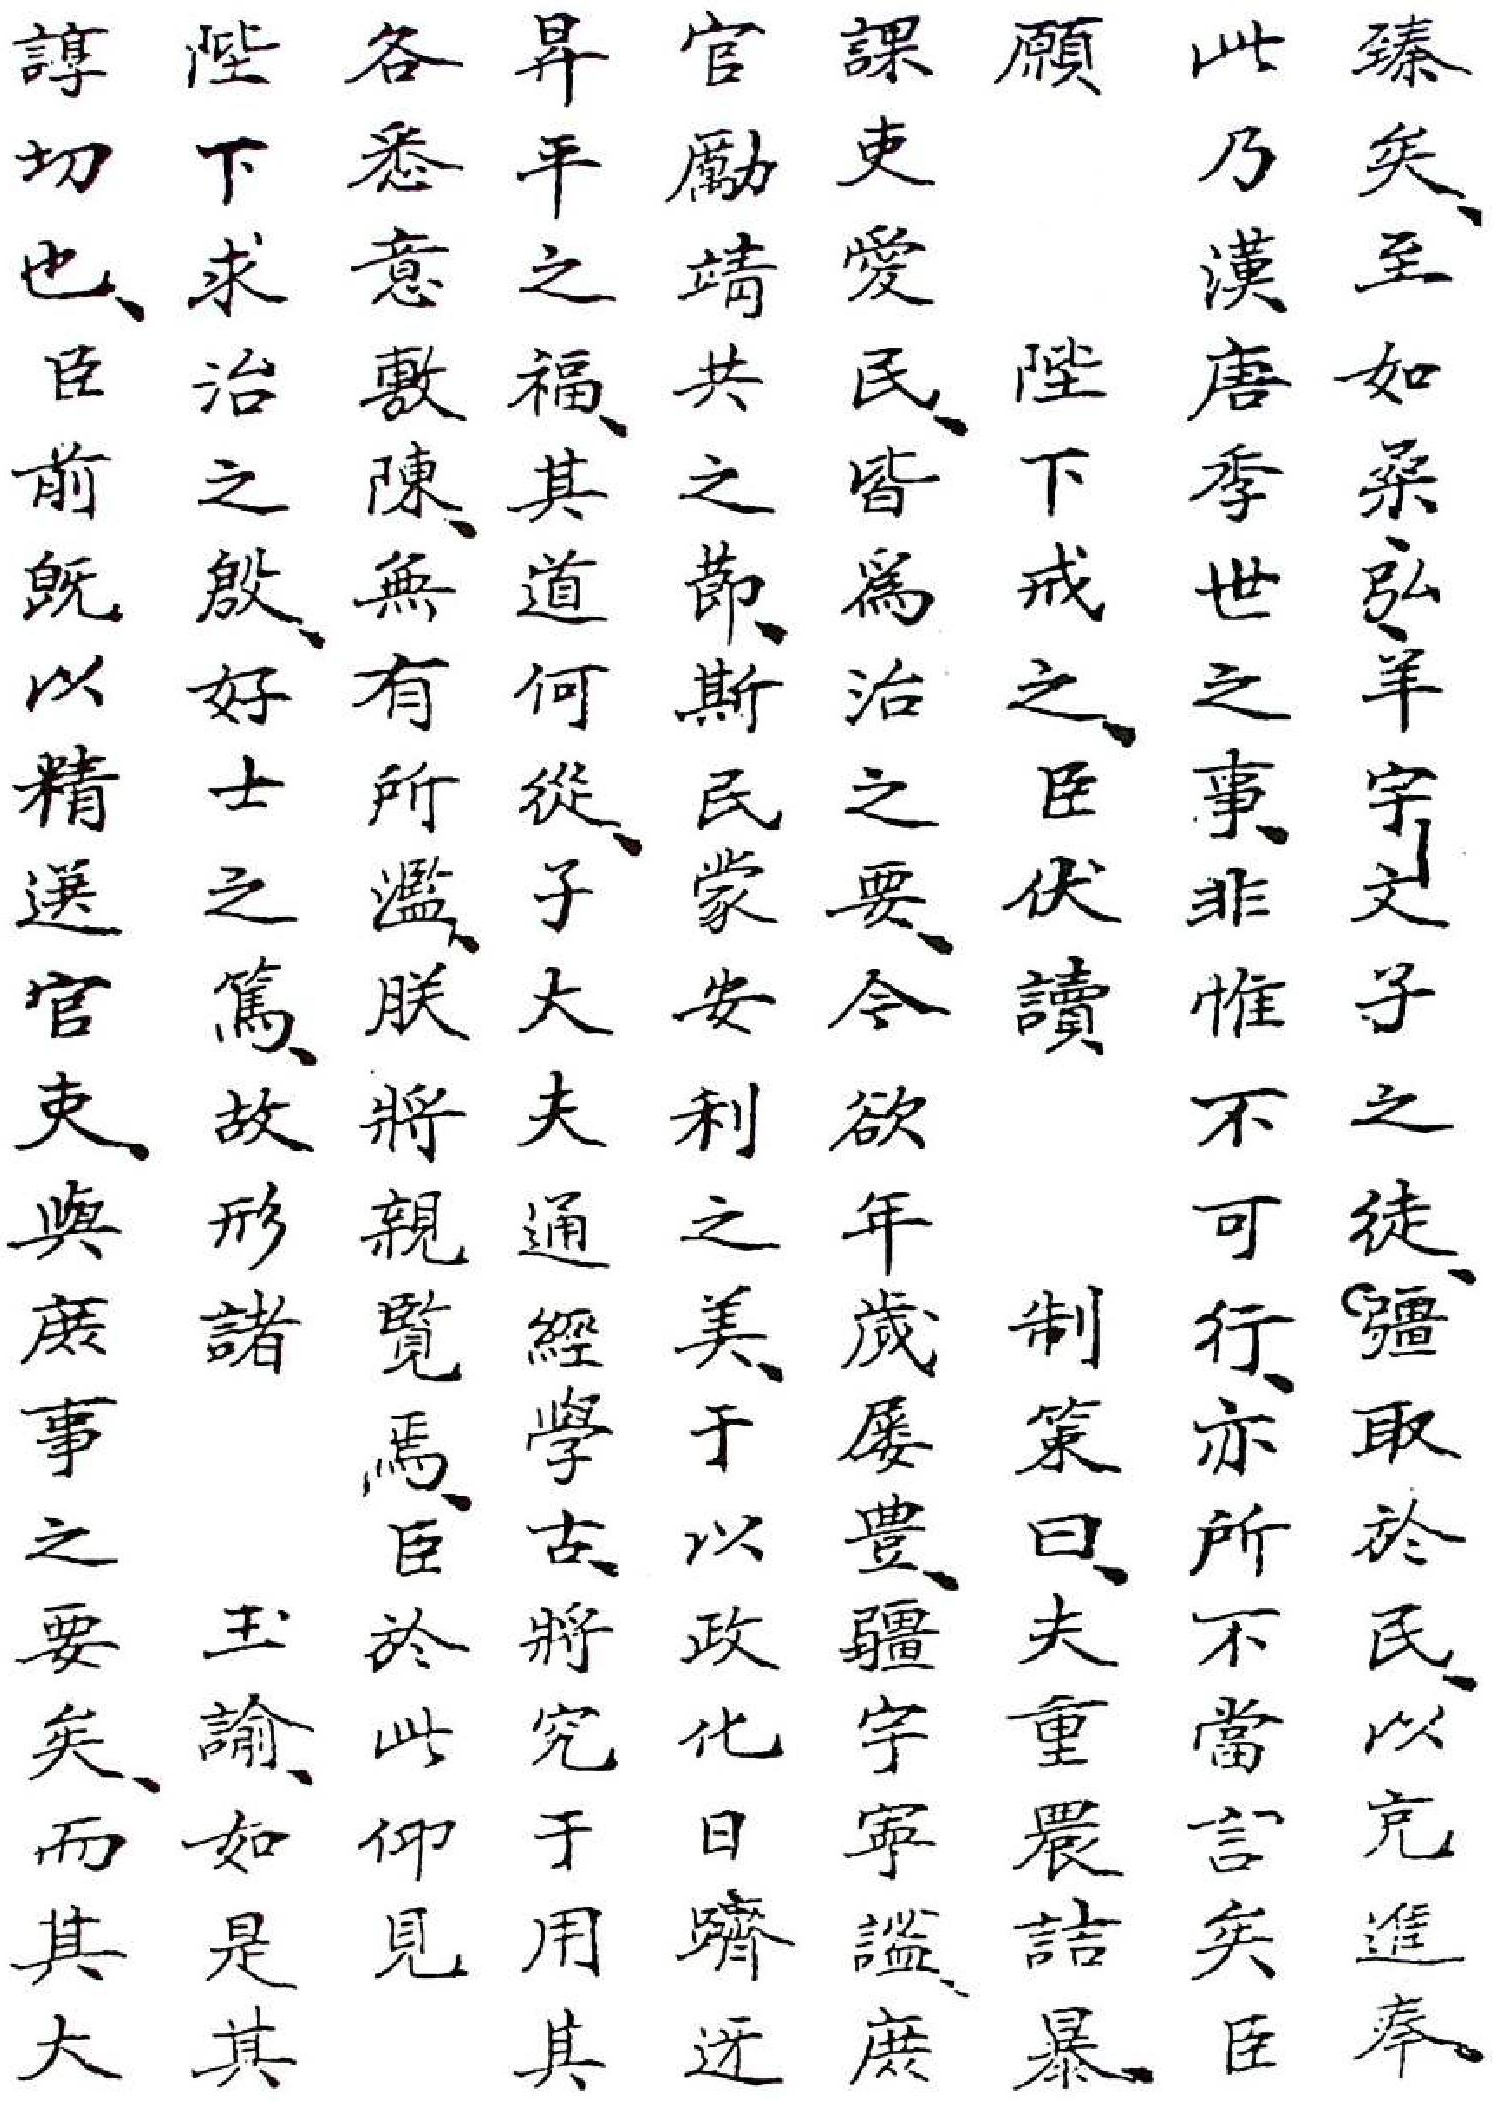 臻矣、至如桑弘羊宇文子之徒、彊取於民、以充進奉、
此乃漢唐季世之事、非惟不可行、亦所不當言矣臣
願陛下戒之、臣伏讀制策曰、夫重農詰暴、
課吏愛民、皆爲治之要、今欲年歲屡豊、疆宇寧謐、庶
官勵靖共之節、斯民蒙安利之美、于以政化日躋迓
昇平之福、其道何從、子大夫通經學古、將究于用其
各悉意敷陳、無有所濫、朕將親覽焉、臣於此仰見
陛下求治之殷、好士之篤、故形諸玉諭、如是其
諄切也、臣前既以精選官吏、與庶事之要矣、而其大